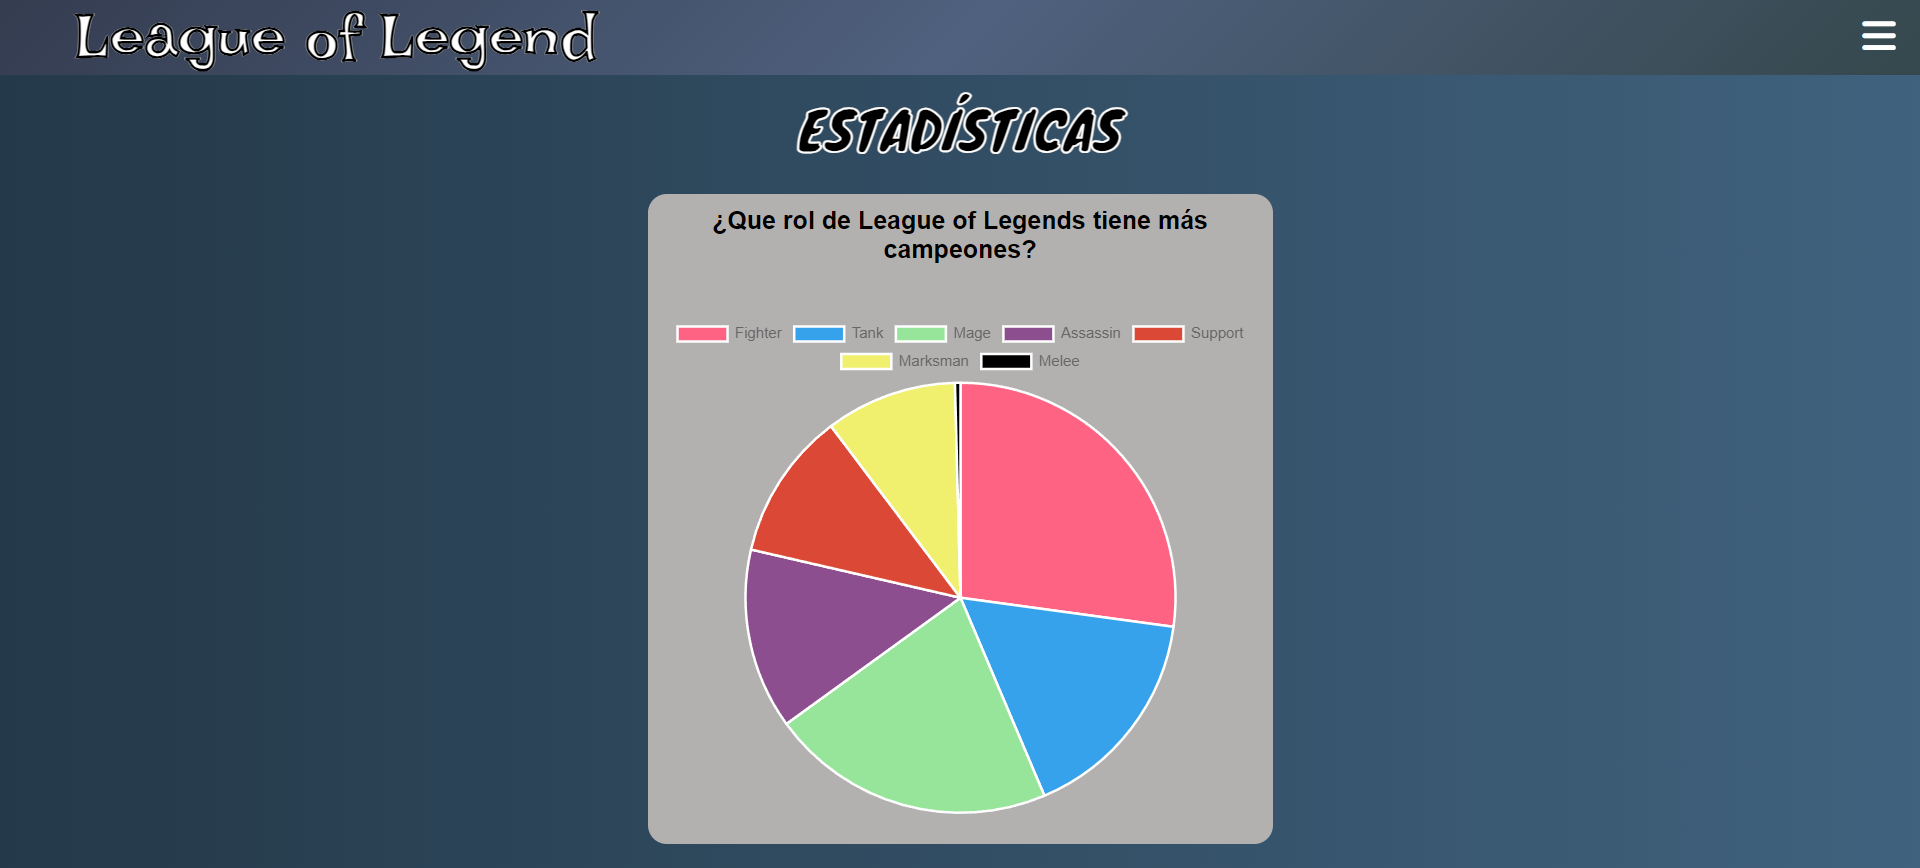 League of Legend
ESTADÍSTICAS
¿Que rol de League of Legends tiene más
campeones?
Fighter Tank Mage Assassin Support
Marksman Melee